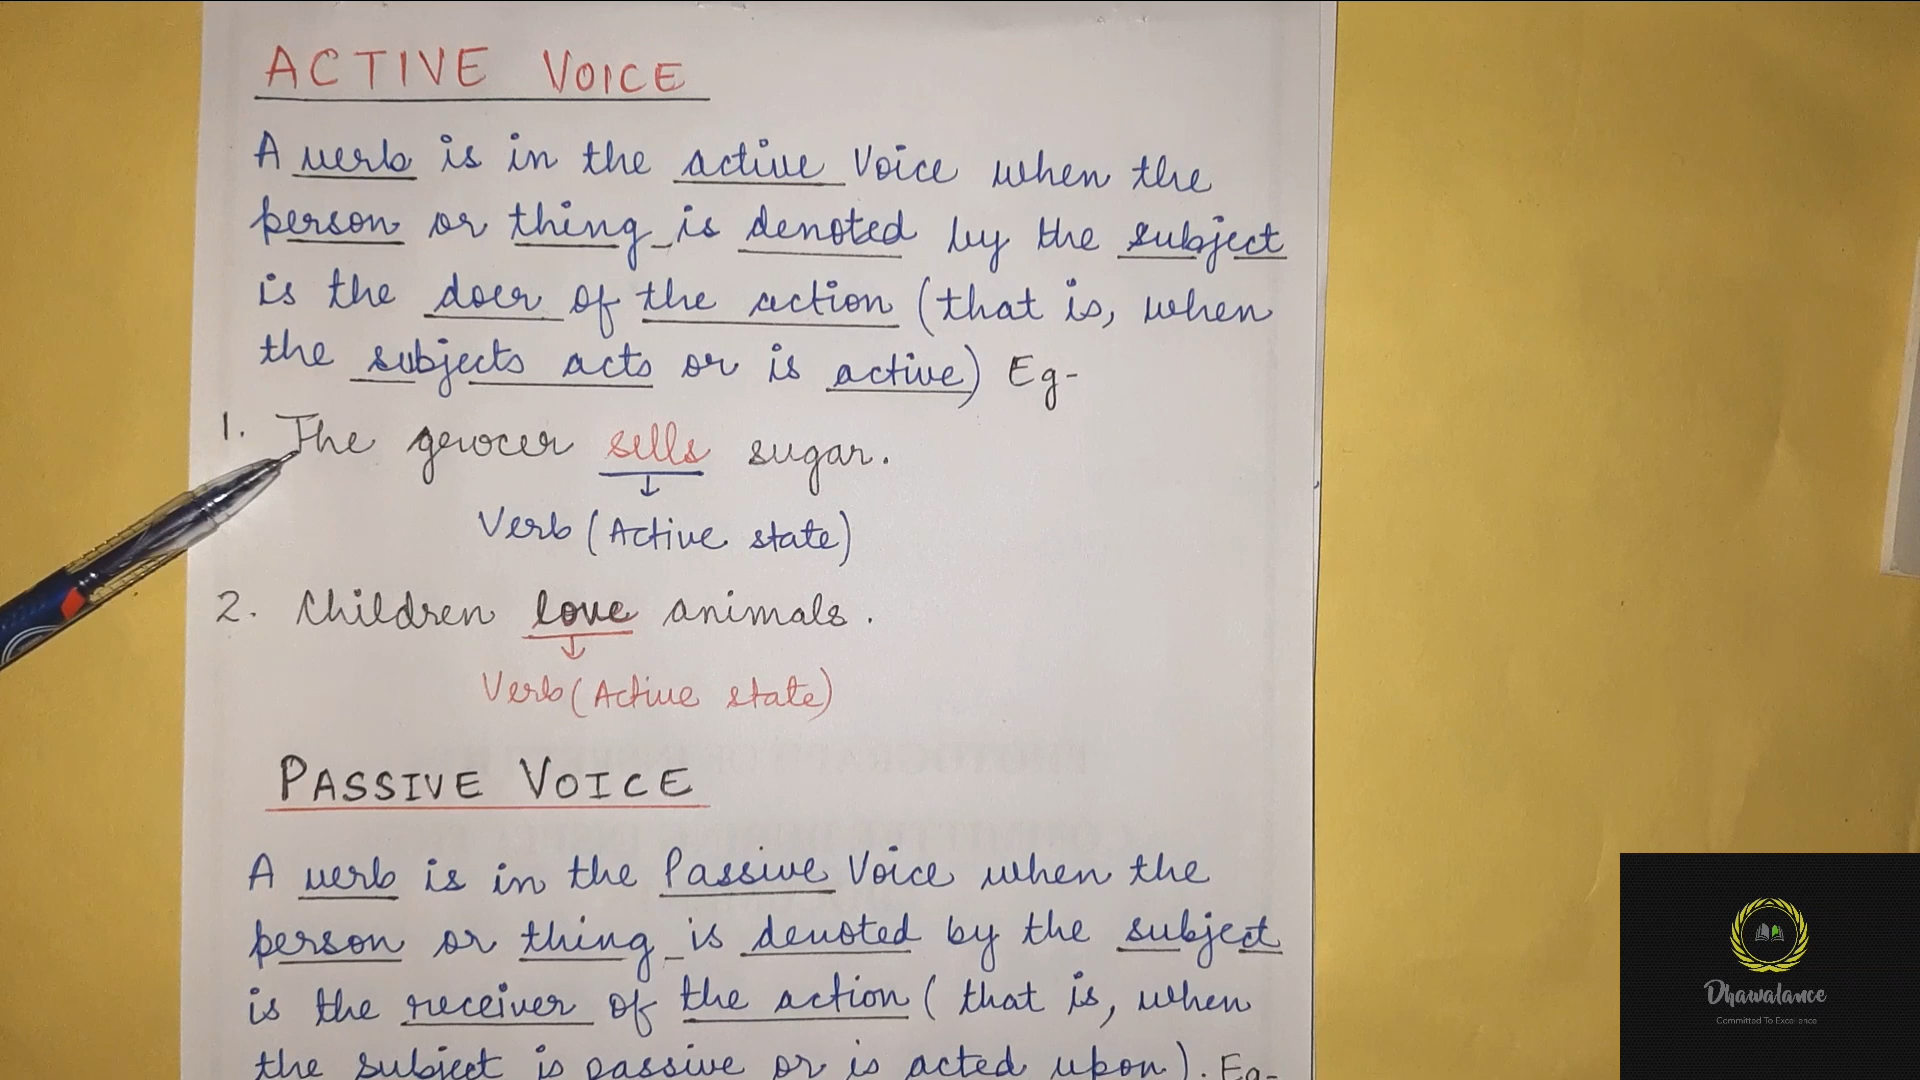 ACTIVE VOICE
A verb is in the active Voice when the
person or thing is denoted by the subject
is the doer of the action (that is, when
the subjects acts or is active) Eg-
1. The grocer sells sugar.
↓
Verb (Active state)
2. Children love animals.
↓
Verb (Active state)
PASSIVE VOICE
A verb is in the Passive Voice when the
person or thing is denoted by the subject
is the receiver of the action ( that is, when
the subject is passive or is acted upon). Eg-
Dhawalance
Committed To Excellance